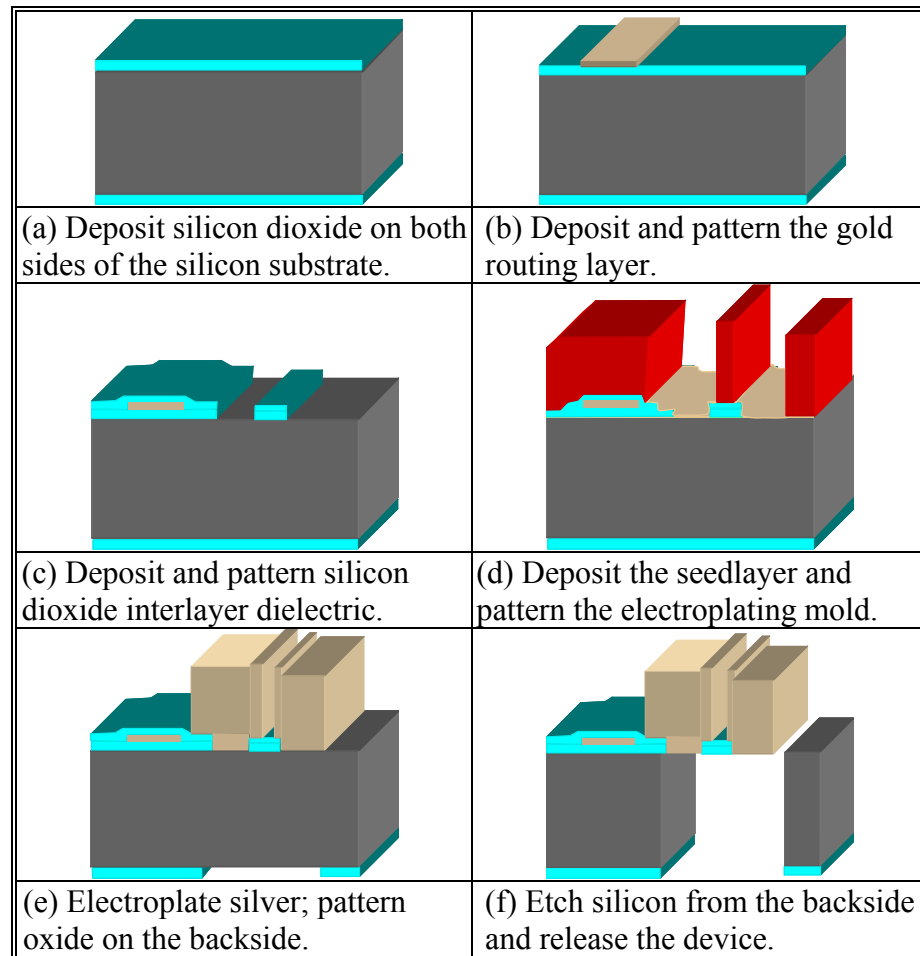 (a) Deposit silicon dioxide on both
sides of the silicon substrate.
(b) Deposit and pattern the gold
routing layer.
(c) Deposit and pattern silicon
dioxide interlayer dielectric.
(d) Deposit the seedlayer and
pattern the electroplating mold.
(e) Electroplate silver; pattern
oxide on the backside.
(f) Etch silicon from the backside
and release the device.